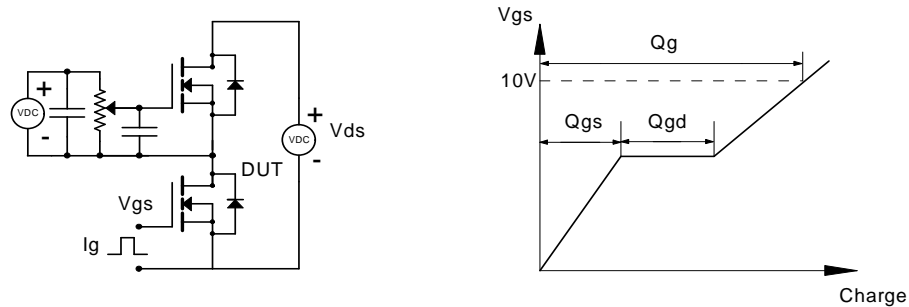 +
VDC
-
DUT
Vgs
Ig
+
VDC
Vds
-
Vgs
10V
Qg
Qgs
Qgd
Charge